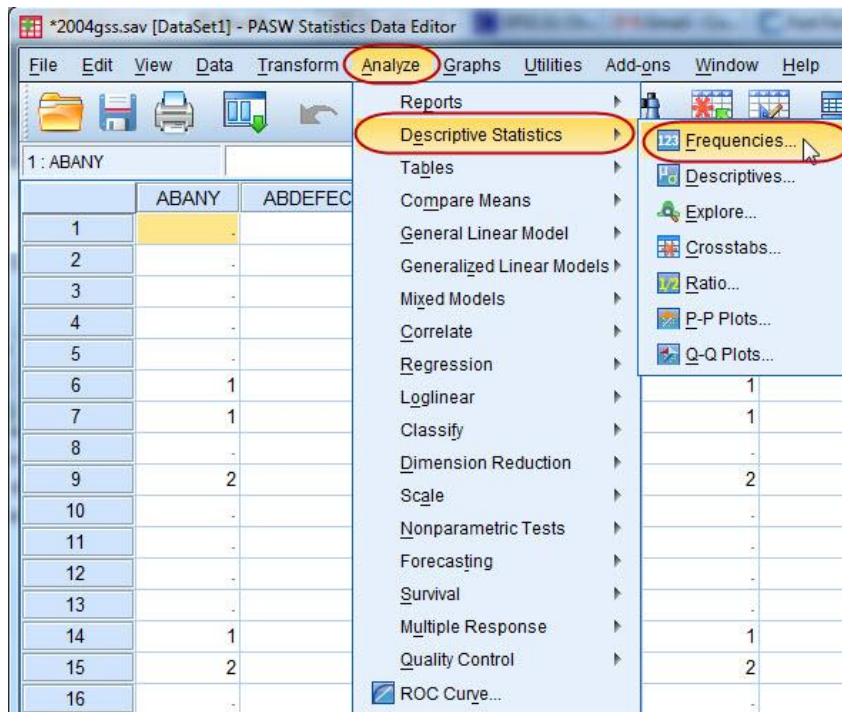 *2004gss.sav [DataSet1] - PASW Statistics Data Editor
File Edit View Data Transform Analyze Graphs Utilities Add-ons Window Help
1 : ABANY
ABANY ABDEFEC
Reports
Descriptive Statistics
Tables
Compare Means
General Linear Model
Generalized Linear Models
Mixed Models
Correlate
Regression
Loglinear
Classify
Dimension Reduction
Scale
Nonparametric Tests
Forecasting
Survival
Multiple Response
Quality Control
ROC Curve...
123 Frequencies...
Descriptives...
Explore...
Crosstabs...
1/2 Ratio...
P-P Plots...
Q-Q Plots...
1 .
2 .
3 .
4 .
5 .
6 1 1
7 1 1
8 . .
9 2 2
10 . .
11 . .
12 . .
13 . .
14 1 1
15 2 2
16 . .